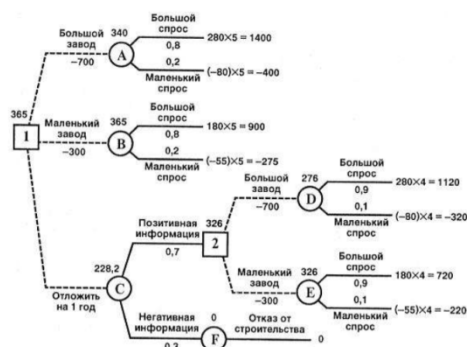 Большой
завод
−700
340
A
Большой
спрос
0,8
280×5 = 1400
0,2
Маленький
спрос
(−80)×5 = −400
365
1
Маленький
завод
−300
365
B
Большой
спрос
0,8
180×5 = 900
0,2
Маленький
спрос
(−55)×5 = −275
Отложить
на 1 год
228,2
C
Позитивная
информация
0,7
326
2
Большой
завод
−700
276
D
Большой
спрос
0,9
280×4 = 1120
0,1
Маленький
спрос
(−80)×4 = −320
Маленький
завод
−300
326
E
Большой
спрос
0,9
180×4 = 720
0,1
Маленький
спрос
(−55)×4 = −220
Негативная
информация
0,3
0
F
Отказ от
строительства
0